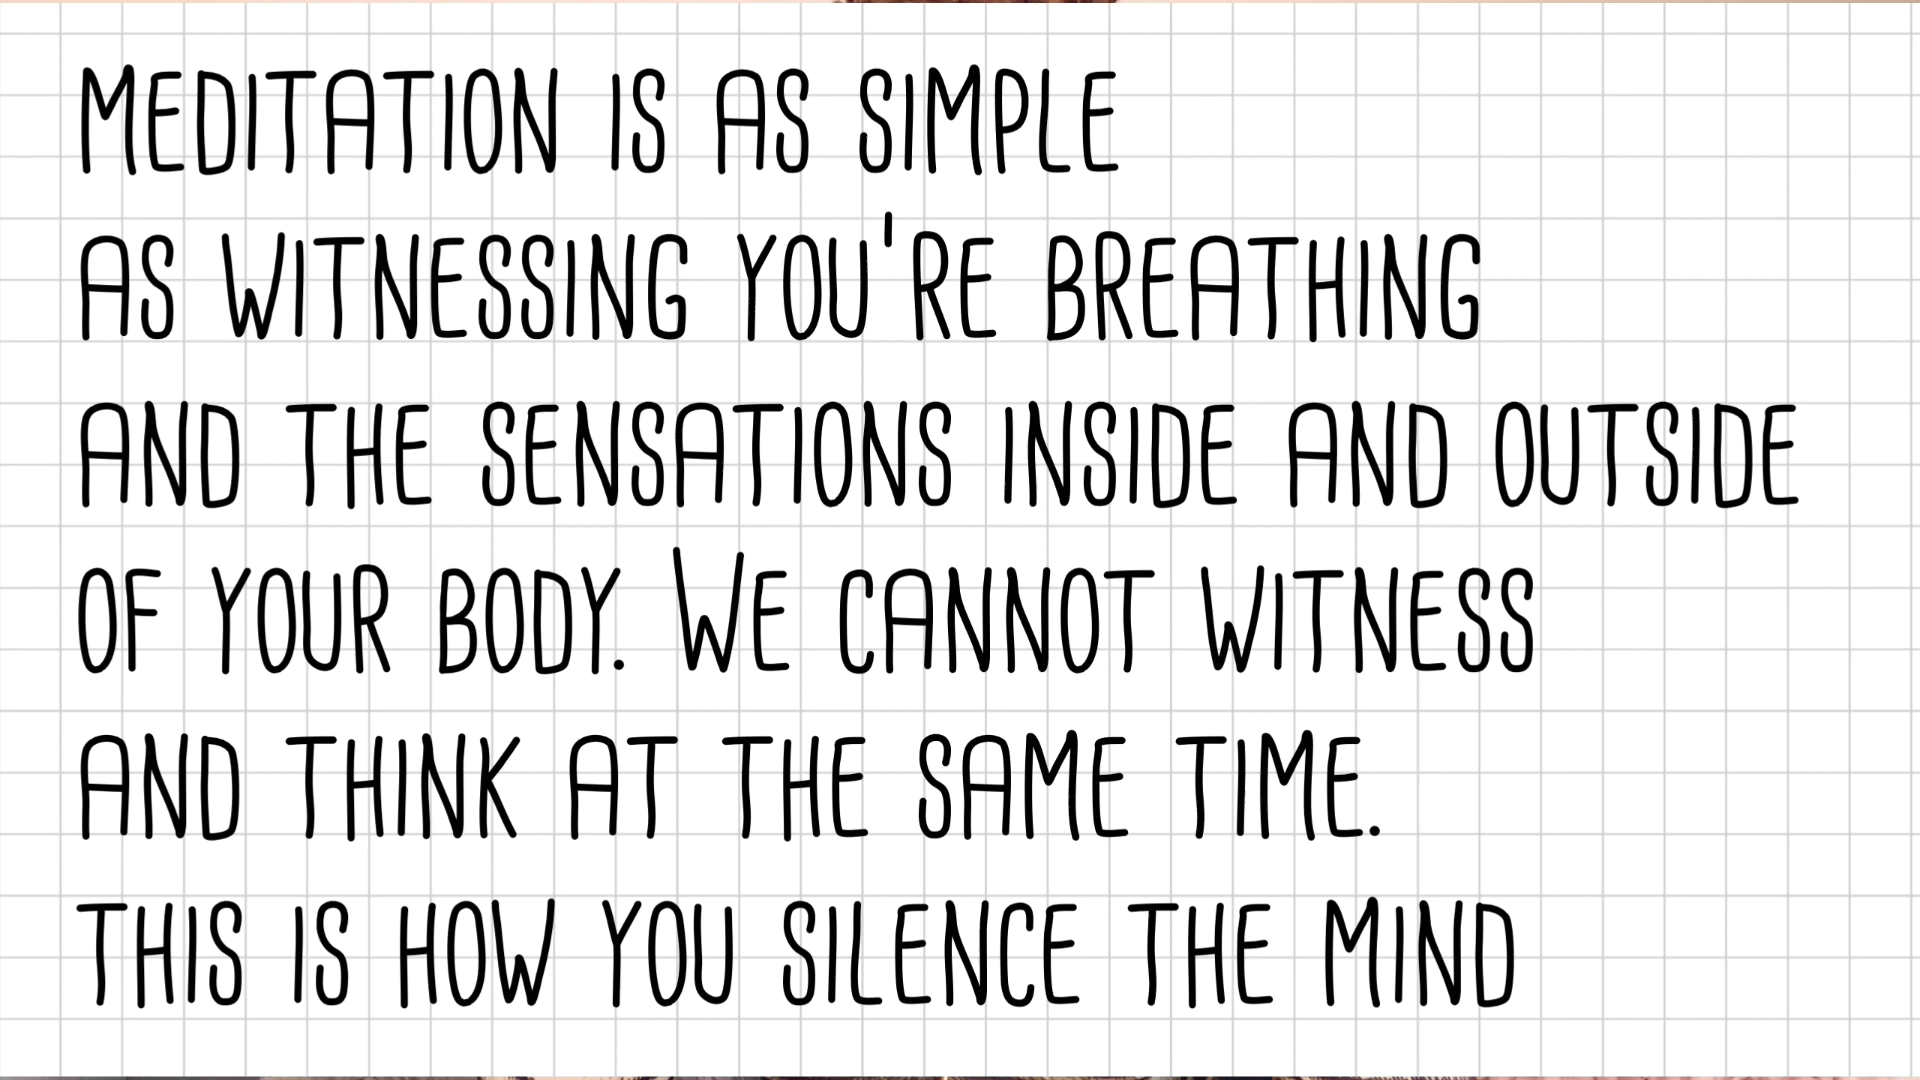 MEDITATION IS AS SIMPLE
AS WITNESSING YOU'RE BREATHING
AND THE SENSATIONS INSIDE AND OUTSIDE
OF YOUR BODY. WE CANNOT WITNESS
AND THINK AT THE SAME TIME.
THIS IS HOW YOU SILENCE THE MIND